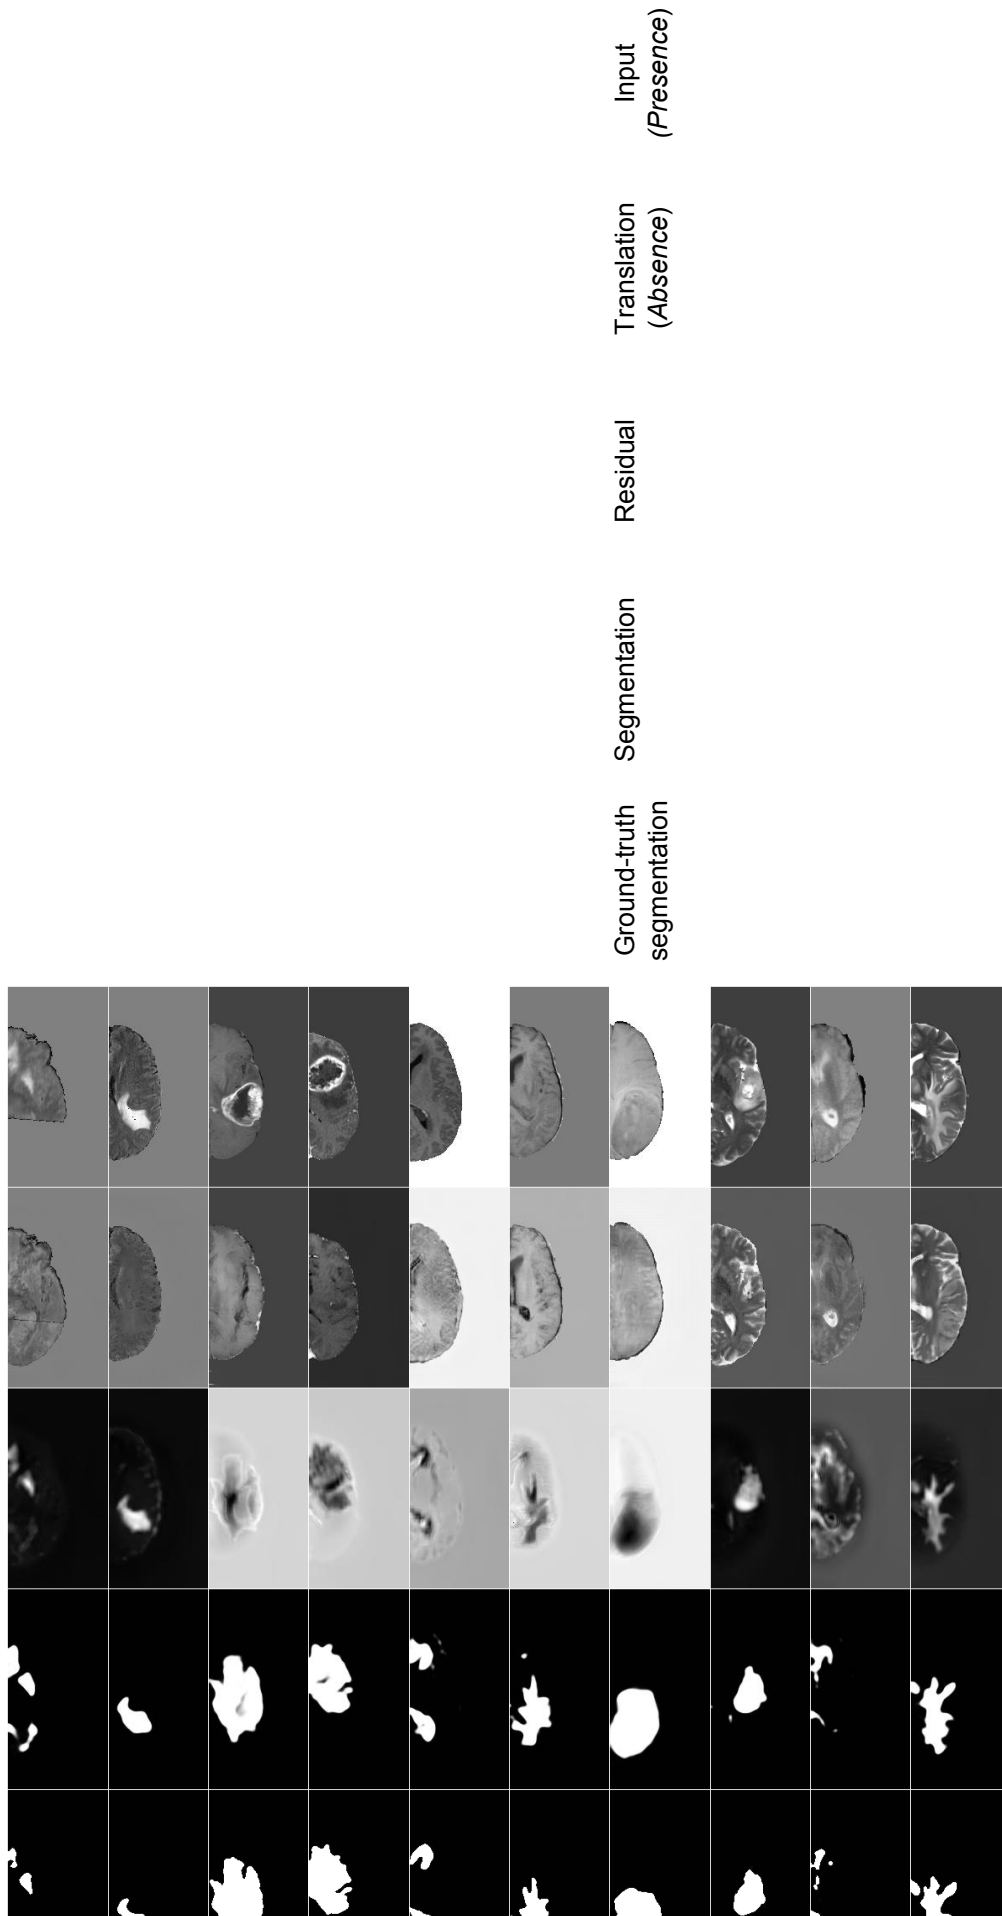 Input
(Presence)
Translation
(Absence)
Residual
Segmentation
Ground-truth
segmentation